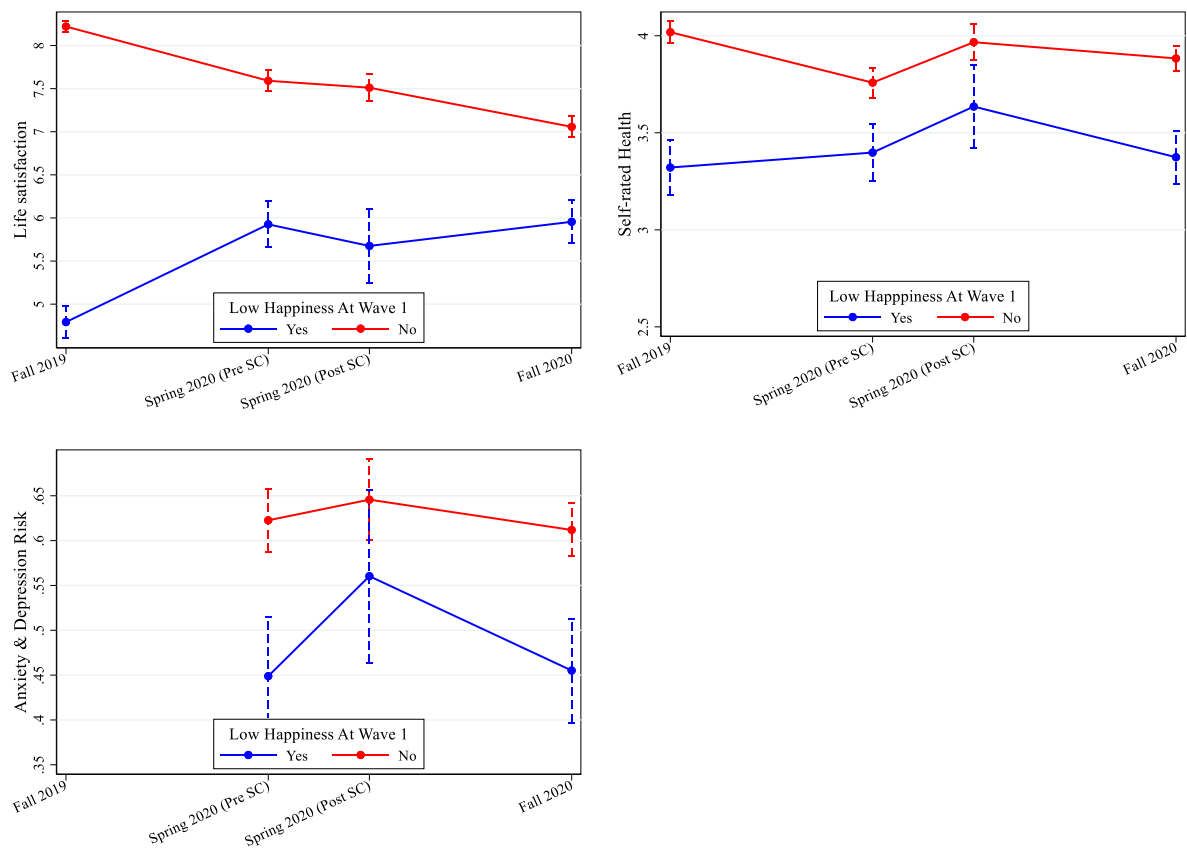 Life satisfaction
8
7.5
7
6.5
6
5.5
5
Low Happiness At Wave 1
Yes No
Fall 2019
Spring 2020 (Pre SC)
Spring 2020 (Post SC)
Fall 2020
Self-rated Health
4
3.5
3
2.5
Low Happpiness At Wave 1
Yes No
Fall 2019
Spring 2020 (Pre SC)
Spring 2020 (Post SC)
Fall 2020
Anxiety & Depression Risk
.65
.6
.55
.5
.45
.4
.35
Low Happiness At Wave 1
Yes No
Fall 2019
Spring 2020 (Pre SC)
Spring 2020 (Post SC)
Fall 2020